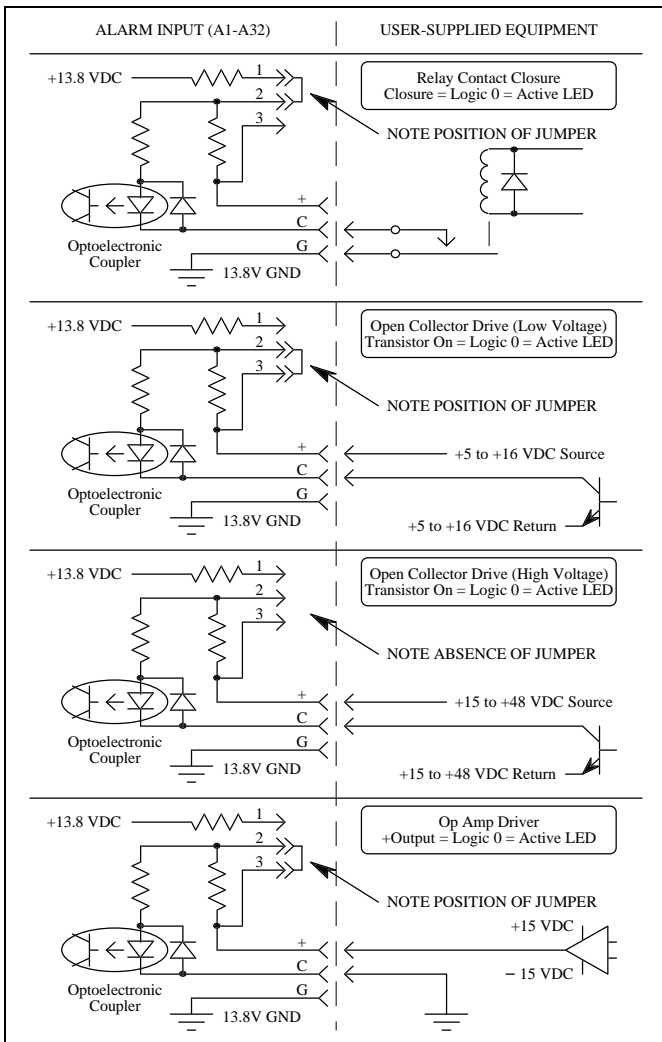 ALARM INPUT (A1-A32)
USER-SUPPLIED EQUIPMENT
+13.8 VDC
1
2
3
Relay Contact Closure
Closure = Logic 0 = Active LED
NOTE POSITION OF JUMPER
+
C
G
Optoelectronic
Coupler
13.8V GND
+13.8 VDC
1
2
3
Open Collector Drive (Low Voltage)
Transistor On = Logic 0 = Active LED
NOTE POSITION OF JUMPER
+
C
G
+5 to +16 VDC Source
Optoelectronic
Coupler
13.8V GND
+5 to +16 VDC Return
+13.8 VDC
1
2
3
Open Collector Drive (High Voltage)
Transistor On = Logic 0 = Active LED
NOTE ABSENCE OF JUMPER
+
C
G
+15 to +48 VDC Source
Optoelectronic
Coupler
13.8V GND
+15 to +48 VDC Return
+13.8 VDC
1
2
3
Op Amp Driver
+Output = Logic 0 = Active LED
NOTE POSITION OF JUMPER
+
C
G
+15 VDC
− 15 VDC
Optoelectronic
Coupler
13.8V GND